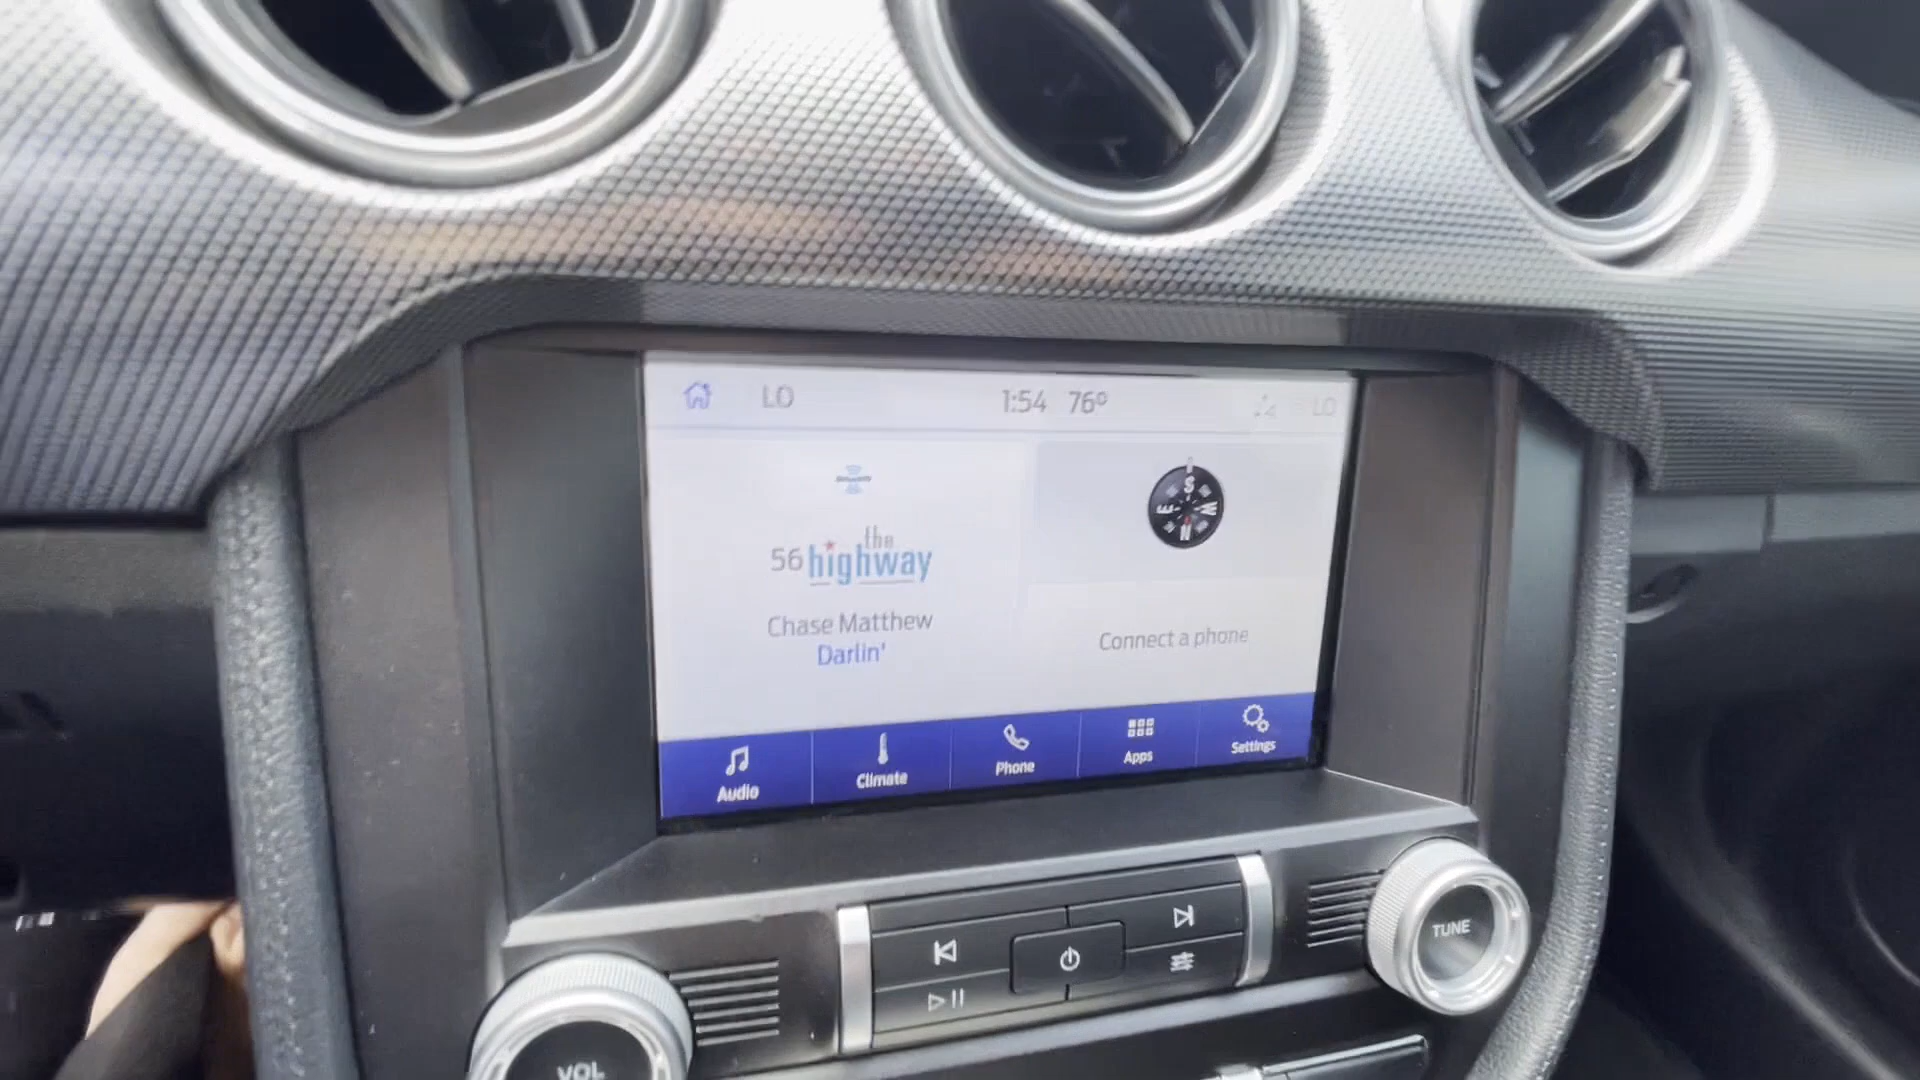 LO 1:54 76° LO
56 the highway
Chase Matthew
Darlin'
S
E W
N
Connect a phone
Audio Climate Phone Apps Settings
VOL
TUNE